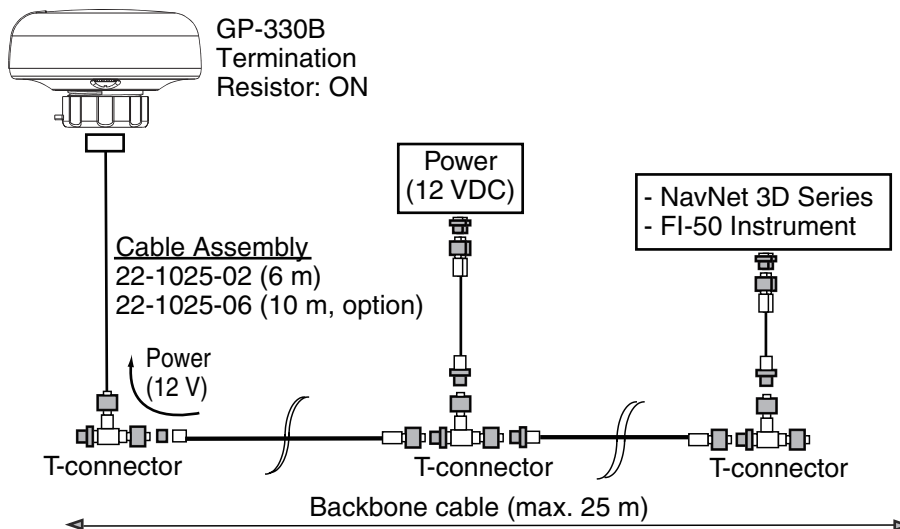 GP-330B
Termination
Resistor: ON
Power
(12 VDC)
- NavNet 3D Series
- FI-50 Instrument
Cable Assembly
22-1025-02 (6 m)
22-1025-06 (10 m, option)
Power
(12 V)
T-connector
T-connector
T-connector
Backbone cable (max. 25 m)